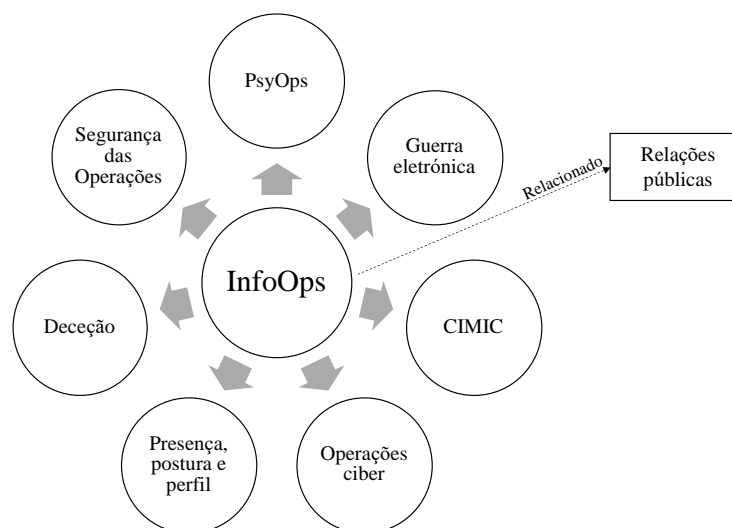 PsyOps
Segurança
das
Operações
Guerra
eletrónica
Relacionado
Relações
públicas
InfoOps
Deceção
CIMIC
Presença,
postura e
perfil
Operações
ciber